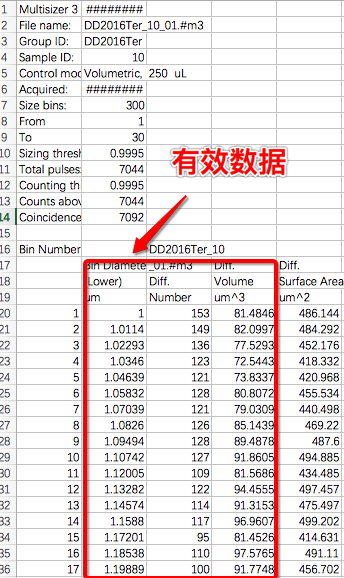 1 Multisizer 3 ########
2 File name: DD2016Ter_10_01.#m3
3 Group ID: DD2016Ter
4 Sample ID: 10
5 Control mod Volumetric, 250 uL
6 Acquired: ########
7 Size bins: 300
8 From 1
9 To 30
10 Sizing thresh 0.9995
11 Total pulses: 7044
12 Counting th 0.9995
13 Counts abov 7044
14 Coincidence 7092
有效数据
15
16 Bin Number DD2016Ter_10
17 Bin Diamete _01.#m3 Diff. Diff.
18 (Lower) Diff. Volume Surface Area
19 um Number um^3 um^2
20 1 1 153 81.4846 486.144
21 2 1.0114 149 82.0997 484.292
22 3 1.02293 136 77.5293 452.176
23 4 1.0346 123 72.5443 418.332
24 5 1.04639 121 73.8337 420.968
25 6 1.05832 128 80.8072 455.534
26 7 1.07039 121 79.0309 440.498
27 8 1.0826 126 85.1439 469.22
28 9 1.09494 128 89.4878 487.6
29 10 1.10742 127 91.8605 494.885
30 11 1.12005 109 81.5686 434.485
31 12 1.13282 122 94.4555 497.457
32 13 1.14574 114 91.3153 475.497
33 14 1.1588 117 96.9607 499.202
34 15 1.17201 95 81.4526 414.631
35 16 1.18538 110 97.5765 491.11
36 17 1.19889 100 91.7748 456.702